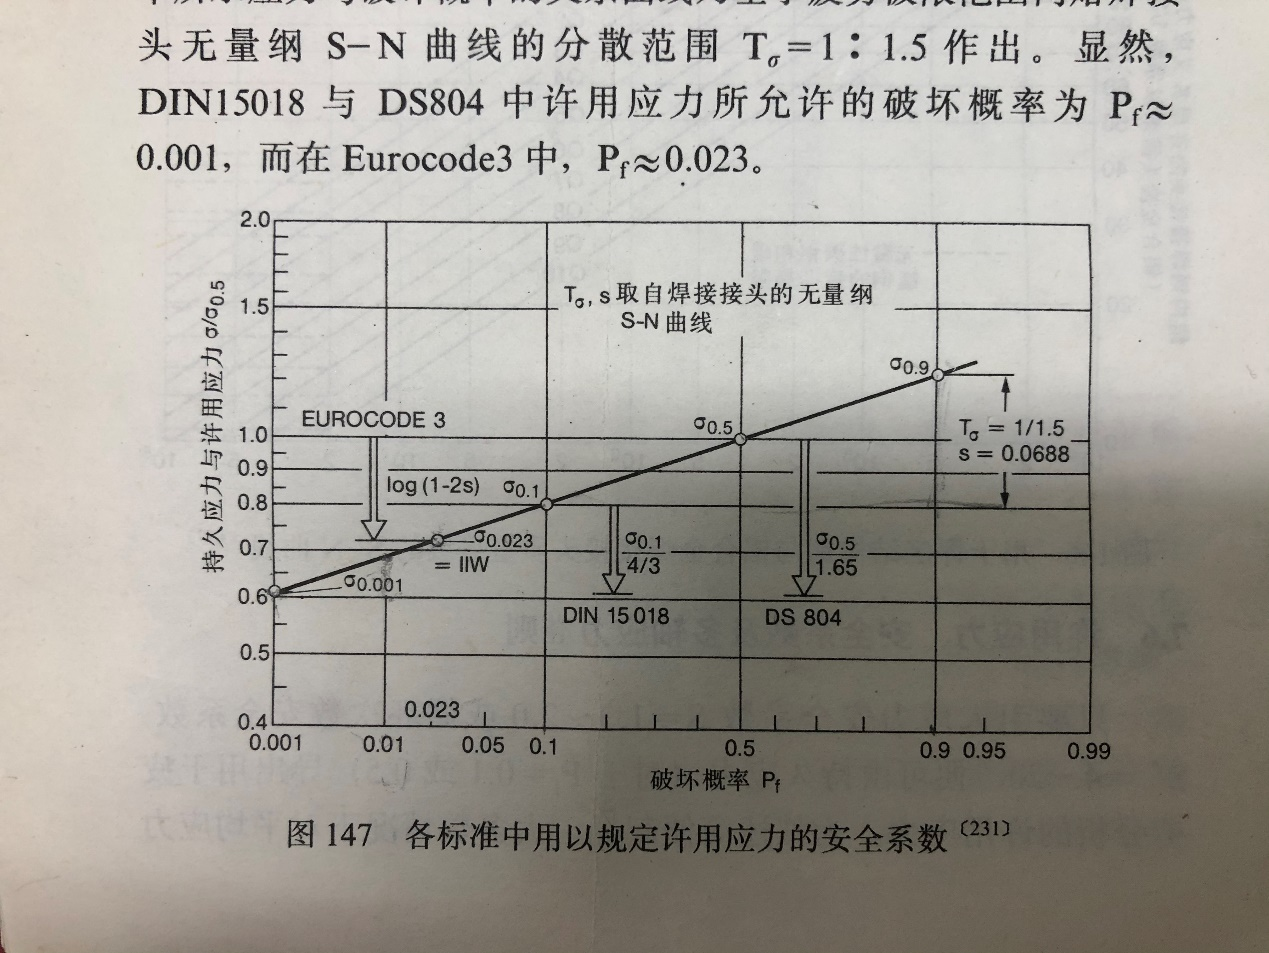 头无量纲 S-N 曲线的分散范围 Tσ=1：1.5 作出。显然，
DIN15018 与 DS804 中许用应力所允许的破坏概率为 Pf≈
0.001，而在 Eurocode3 中，Pf≈0.023。
2.0
Tσ, s 取自焊接接头的无量纲
S-N 曲线
1.5
持久应力与许用应力 σ/σ0.5
σ0.9
EUROCODE 3
σ0.5
Tσ = 1/1.5
1.0
s = 0.0688
0.9
log (1-2s) σ0.1
0.8
σ0.023
σ0.1
4/3
σ0.5
1.65
0.7
= IIW
σ0.001
0.6
DIN 15 018
DS 804
0.5
0.023
0.4
0.001 0.01 0.05 0.1 0.5 0.9 0.95 0.99
破坏概率 Pf
图 147 各标准中用以规定许用应力的安全系数〔231〕